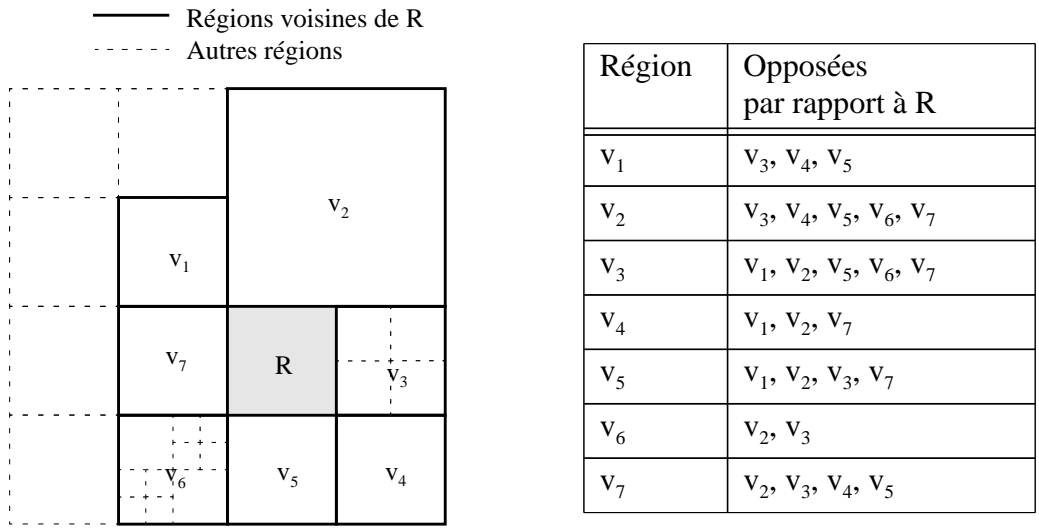 Régions voisines de R
Autres régions
v2
v1
v7
R
v3
v6
v5
v4
Région Opposées
par rapport à R
v1 v3, v4, v5
v2 v3, v4, v5, v6, v7
v3 v1, v2, v5, v6, v7
v4 v1, v2, v7
v5 v1, v2, v3, v7
v6 v2, v3
v7 v2, v3, v4, v5